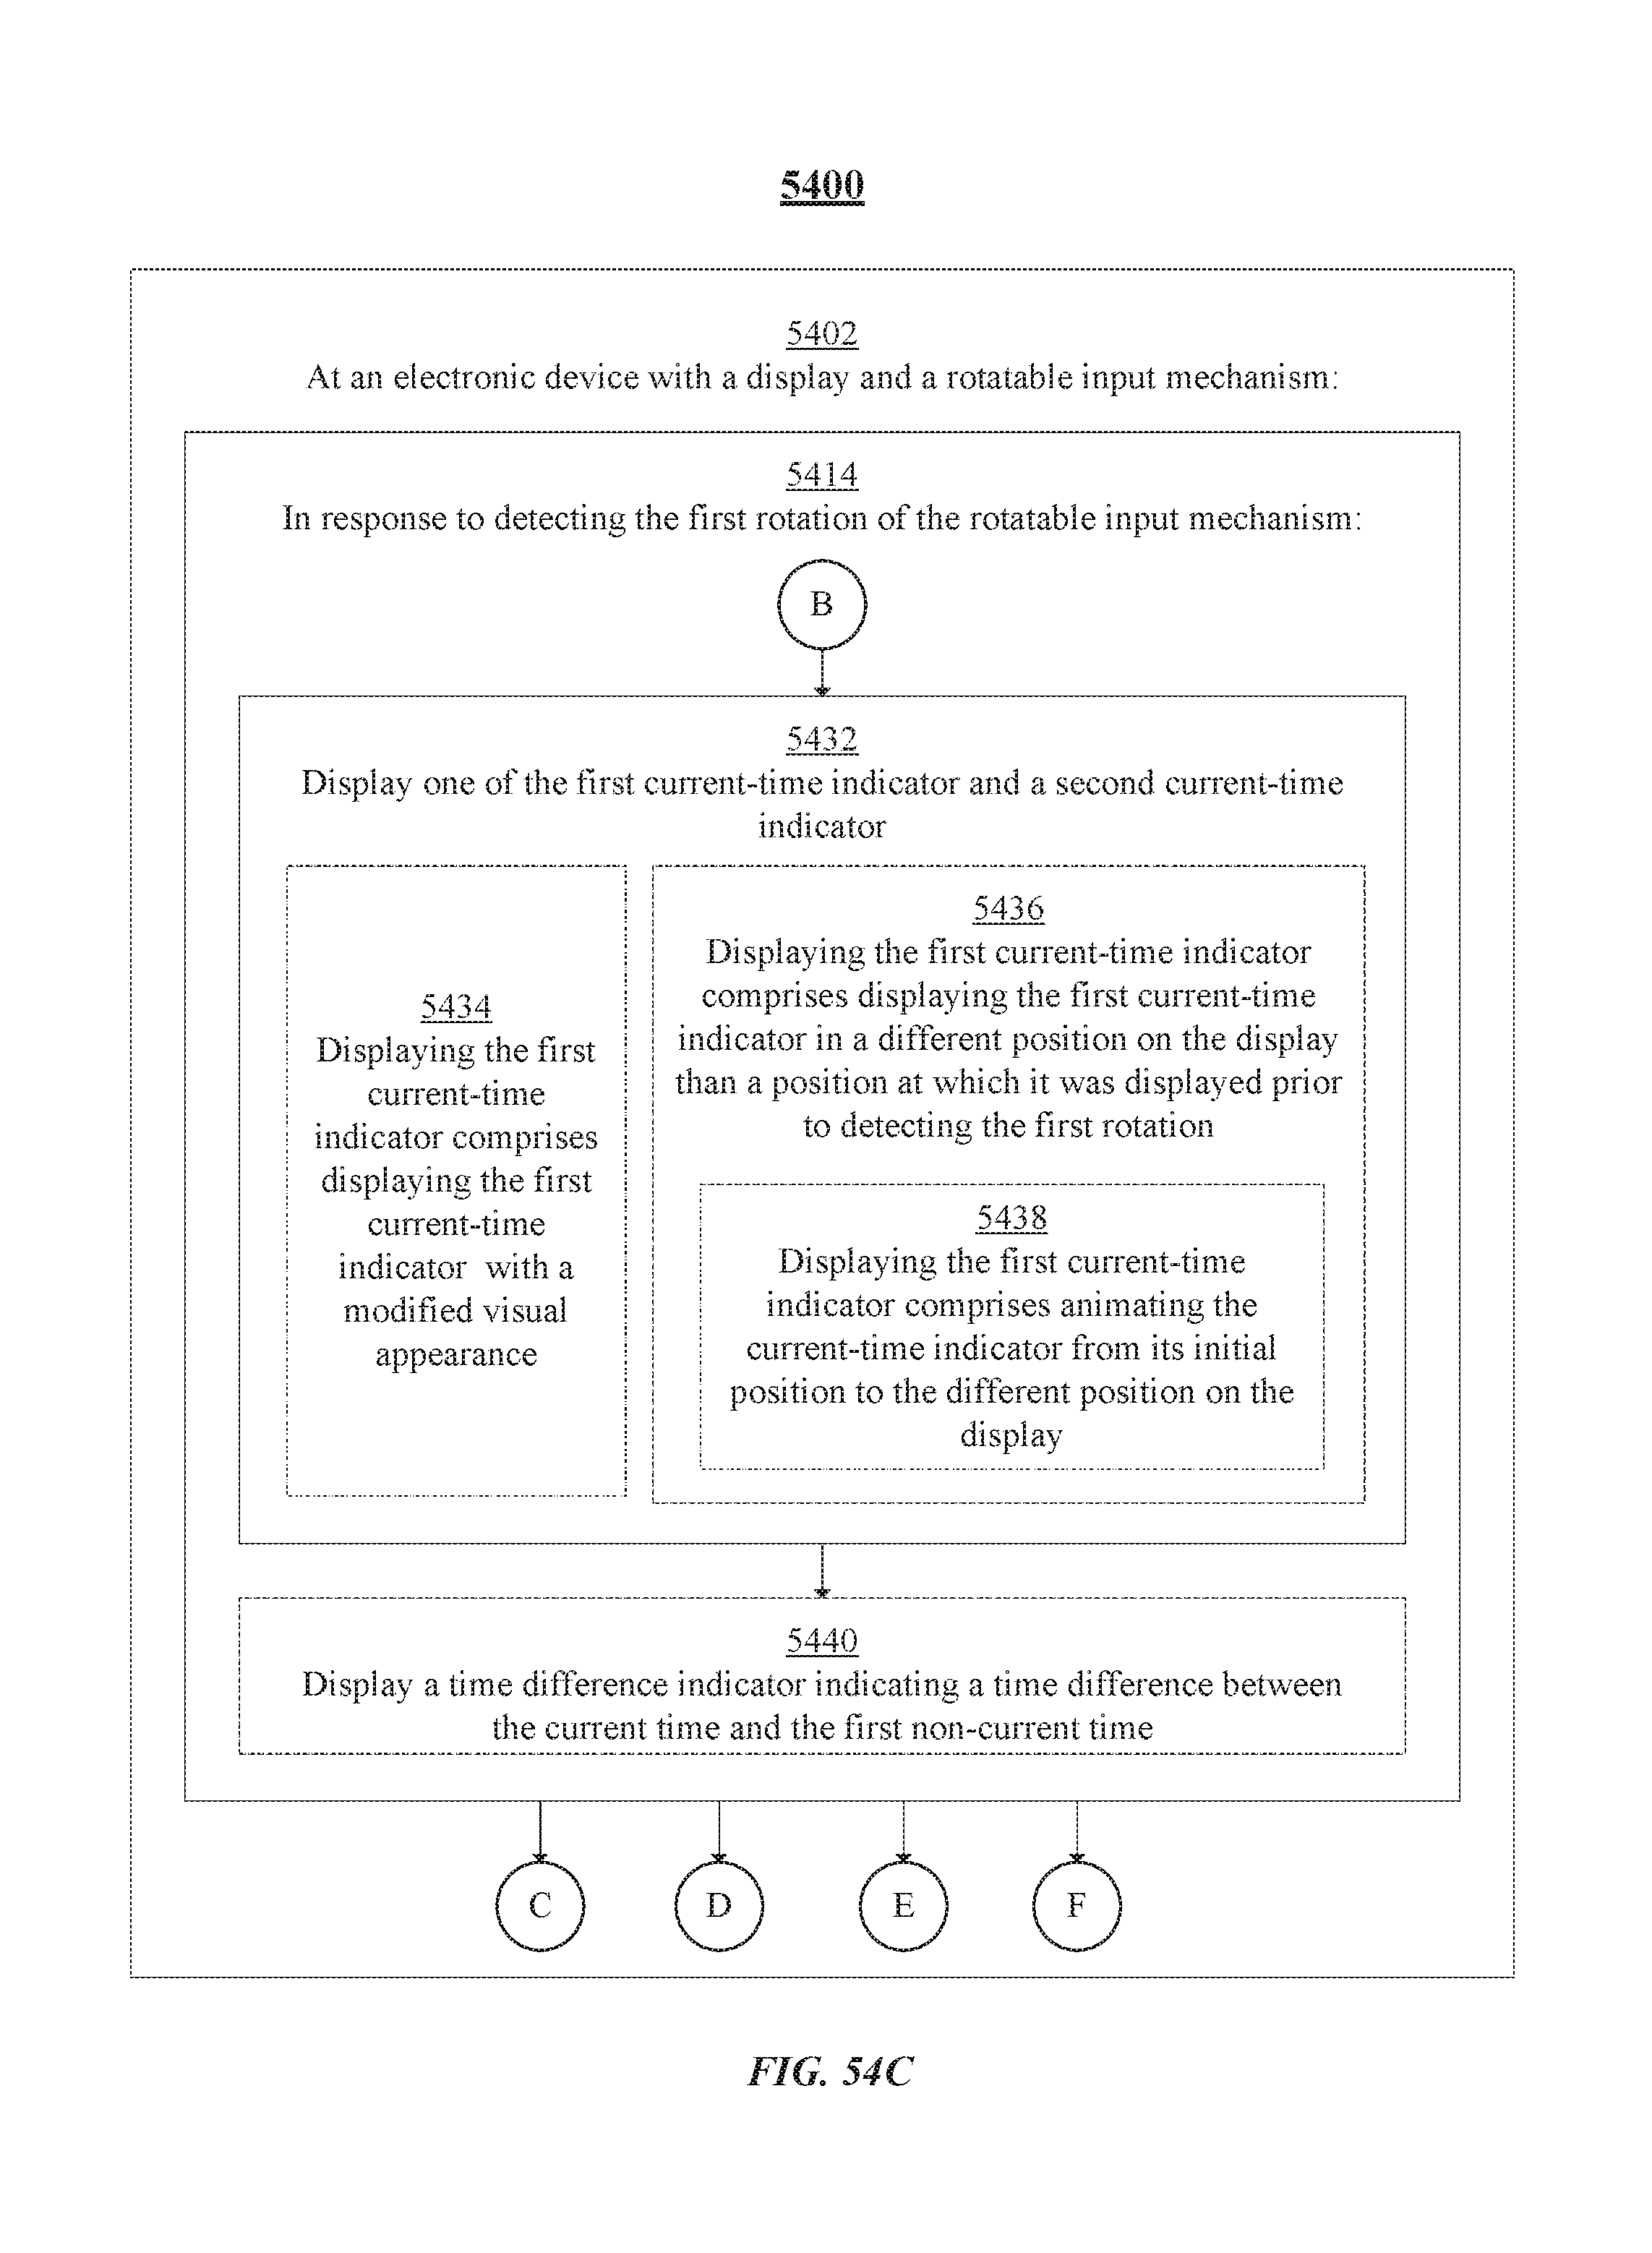 5400
5402
At an electronic device with a display and a rotatable input mechanism:
5414
In response to detecting the first rotation of the rotatable input mechanism:
B
5432
Display one of the first current-time indicator and a second current-time
indicator
5434
Displaying the first
current-time
indicator comprises
displaying the first
current-time
indicator with a
modified visual
appearance
5436
Displaying the first current-time indicator
comprises displaying the first current-time
indicator in a different position on the display
than a position at which it was displayed prior
to detecting the first rotation
5438
Displaying the first current-time
indicator comprises animating the
current-time indicator from its initial
position to the different position on the
display
5440
Display a time difference indicator indicating a time difference between
the current time and the first non-current time
C
D
E
F
FIG. 54C